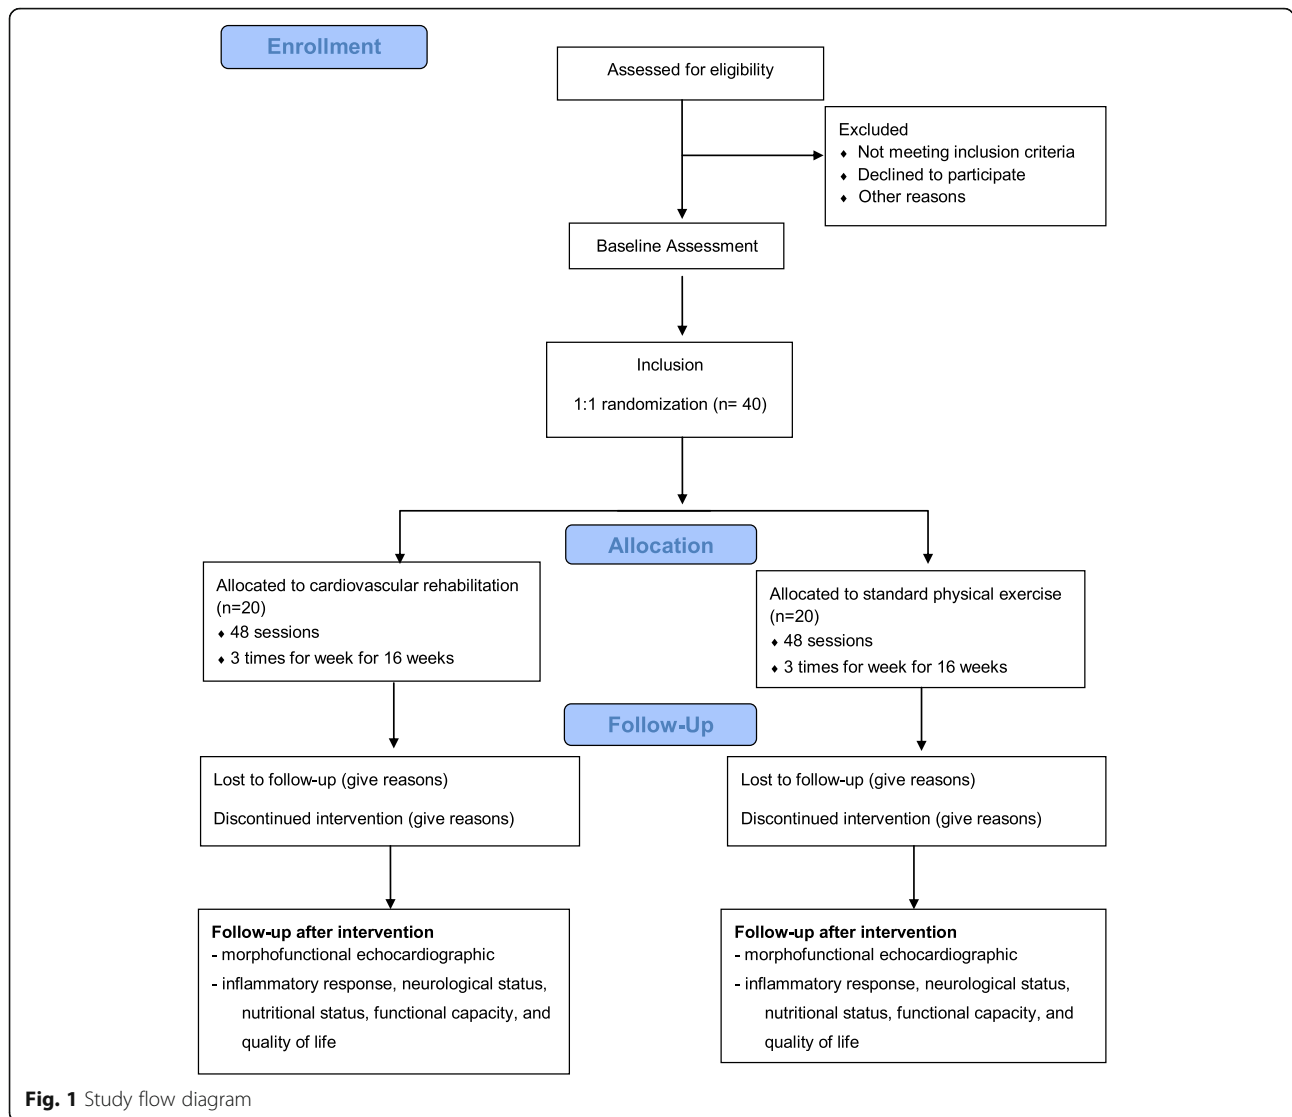 Enrollment
Assessed for eligibility
Excluded
♦ Not meeting inclusion criteria
♦ Declined to participate
♦ Other reasons
Baseline Assessment
Inclusion
1:1 randomization (n= 40)
Allocation
Allocated to cardiovascular rehabilitation
(n=20)
♦ 48 sessions
♦ 3 times for week for 16 weeks
Allocated to standard physical exercise
(n=20)
♦ 48 sessions
♦ 3 times for week for 16 weeks
Follow-Up
Lost to follow-up (give reasons)
Discontinued intervention (give reasons)
Lost to follow-up (give reasons)
Discontinued intervention (give reasons)
Follow-up after intervention
- morphofunctional echocardiographic
- inflammatory response, neurological status,
nutritional status, functional capacity, and
quality of life
Follow-up after intervention
- morphofunctional echocardiographic
- inflammatory response, neurological status,
nutritional status, functional capacity, and
quality of life
Fig. 1 Study flow diagram